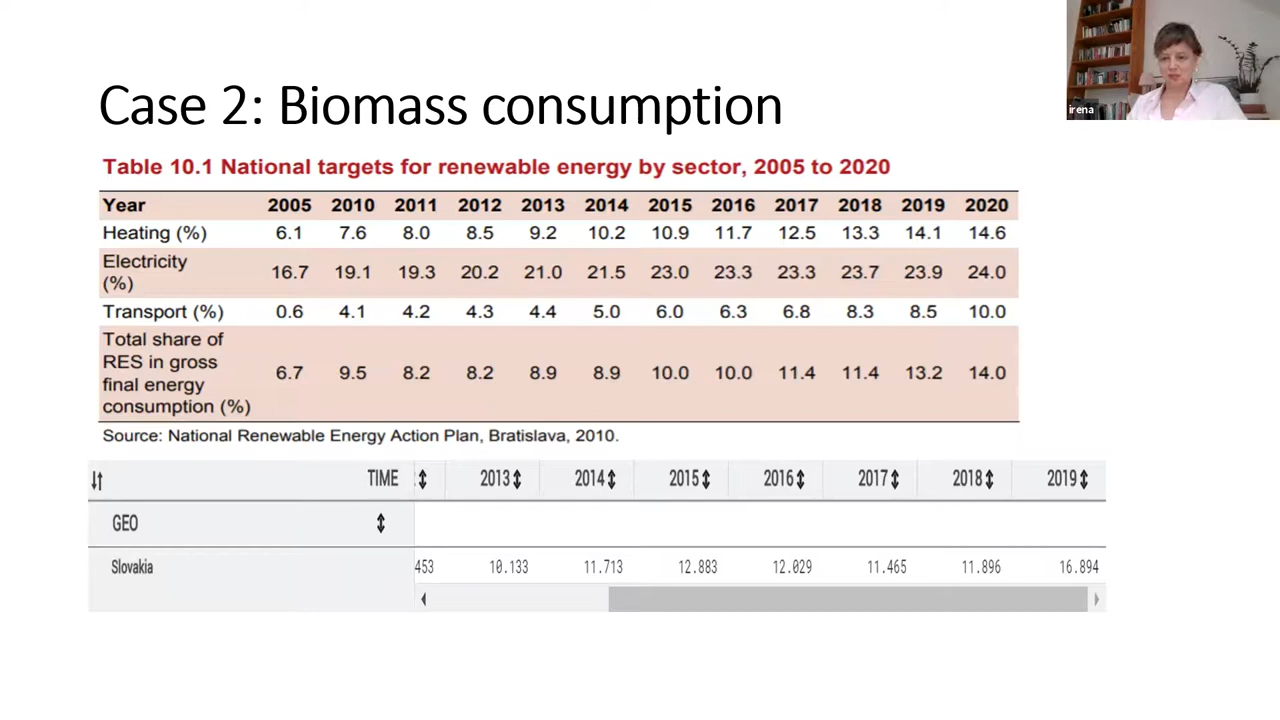 irena
Case 2: Biomass consumption
Table 10.1 National targets for renewable energy by sector, 2005 to 2020
Year 2005 2010 2011 2012 2013 2014 2015 2016 2017 2018 2019 2020
Heating (%) 6.1 7.6 8.0 8.5 9.2 10.2 10.9 11.7 12.5 13.3 14.1 14.6
Electricity
(%) 16.7 19.1 19.3 20.2 21.0 21.5 23.0 23.3 23.3 23.7 23.9 24.0
Transport (%) 0.6 4.1 4.2 4.3 4.4 5.0 6.0 6.3 6.8 8.3 8.5 10.0
Total share of
RES in gross
final energy
consumption (%) 6.7 9.5 8.2 8.2 8.9 8.9 10.0 10.0 11.4 11.4 13.2 14.0
Source: National Renewable Energy Action Plan, Bratislava, 2010.
TIME 2013 2014 2015 2016 2017 2018 2019
GEO
Slovakia 453 10.133 11.713 12.883 12.029 11.465 11.896 16.894